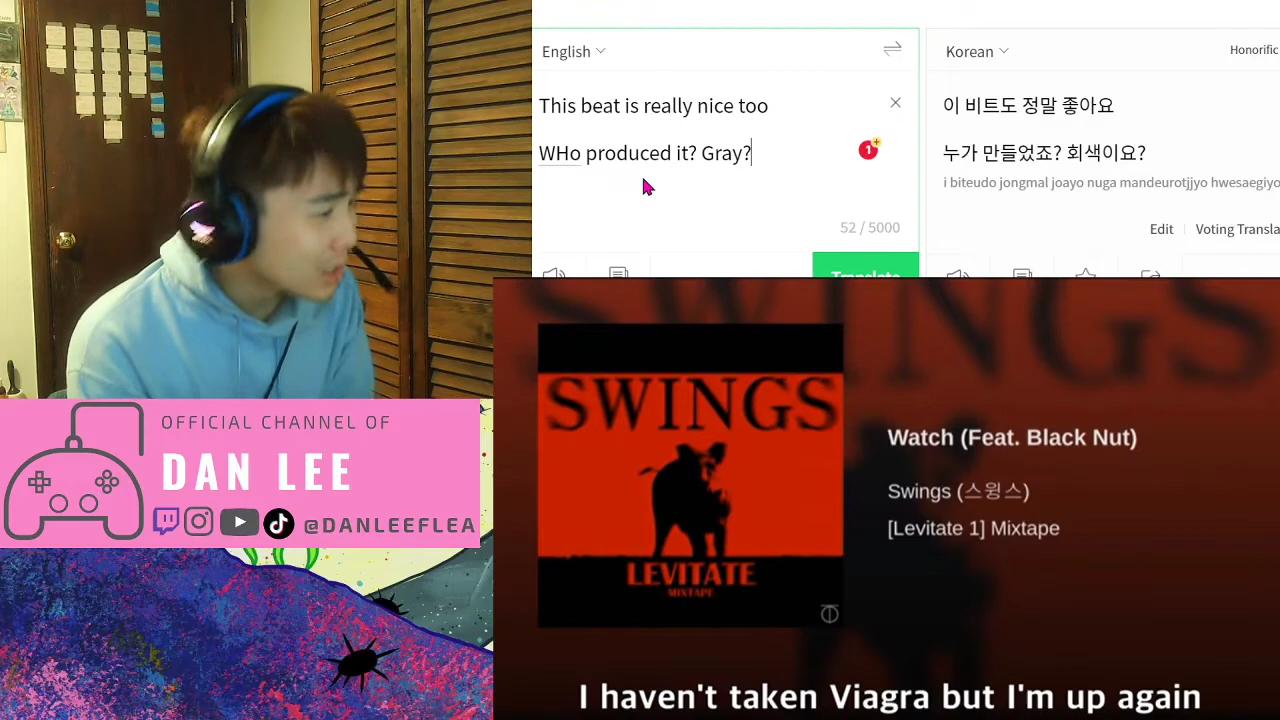 English
Korean
Honorific
This beat is really nice too
WHo produced it? Gray?
1
52 / 5000
Translate
이 비트도 정말 좋아요
누가 만들었죠? 회색이요?
i biteudo jongmal joayo nuga mandeurotjjyo hwesaegiyo
Edit
Voting Transla
OFFICIAL CHANNEL OF
DAN LEE
@DANLEEFLEA
SWINGS
SWINGS
LEVITATE
MIXTAPE
Watch (Feat. Black Nut)
Swings (스윙스)
[Levitate 1] Mixtape
I haven't taken Viagra but I'm up again